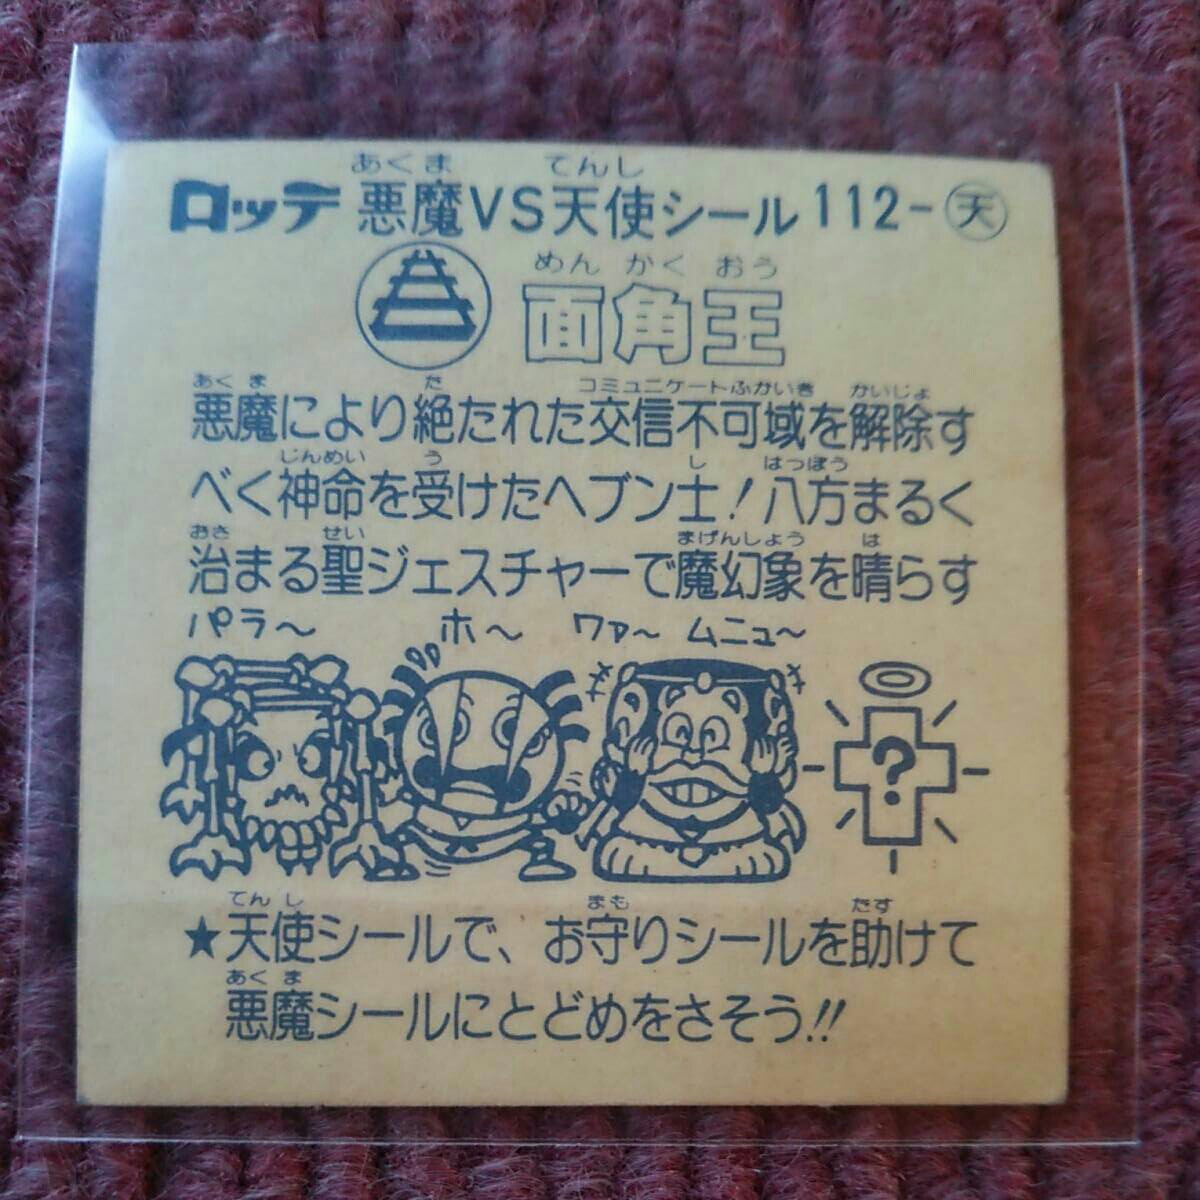 あくま てんし
ロッテ 悪魔VS天使シール 112-天
めん かく おう
面角王
あくま た コミュニケートふかいき かいじょ
悪魔により絶たれた交信不可域を解除す
じんめい う し はっぽう
べく神命を受けたヘブン士!八方まるく
おさ せい まげんしょう は
治まる聖ジェスチャーで魔幻象を晴らす
パラ〜 ホ〜 ワァ〜 ムニュ〜
?
てんし まも たす
★天使シールで、お守りシールを助けて
あくま
悪魔シールにとどめをさそう!!